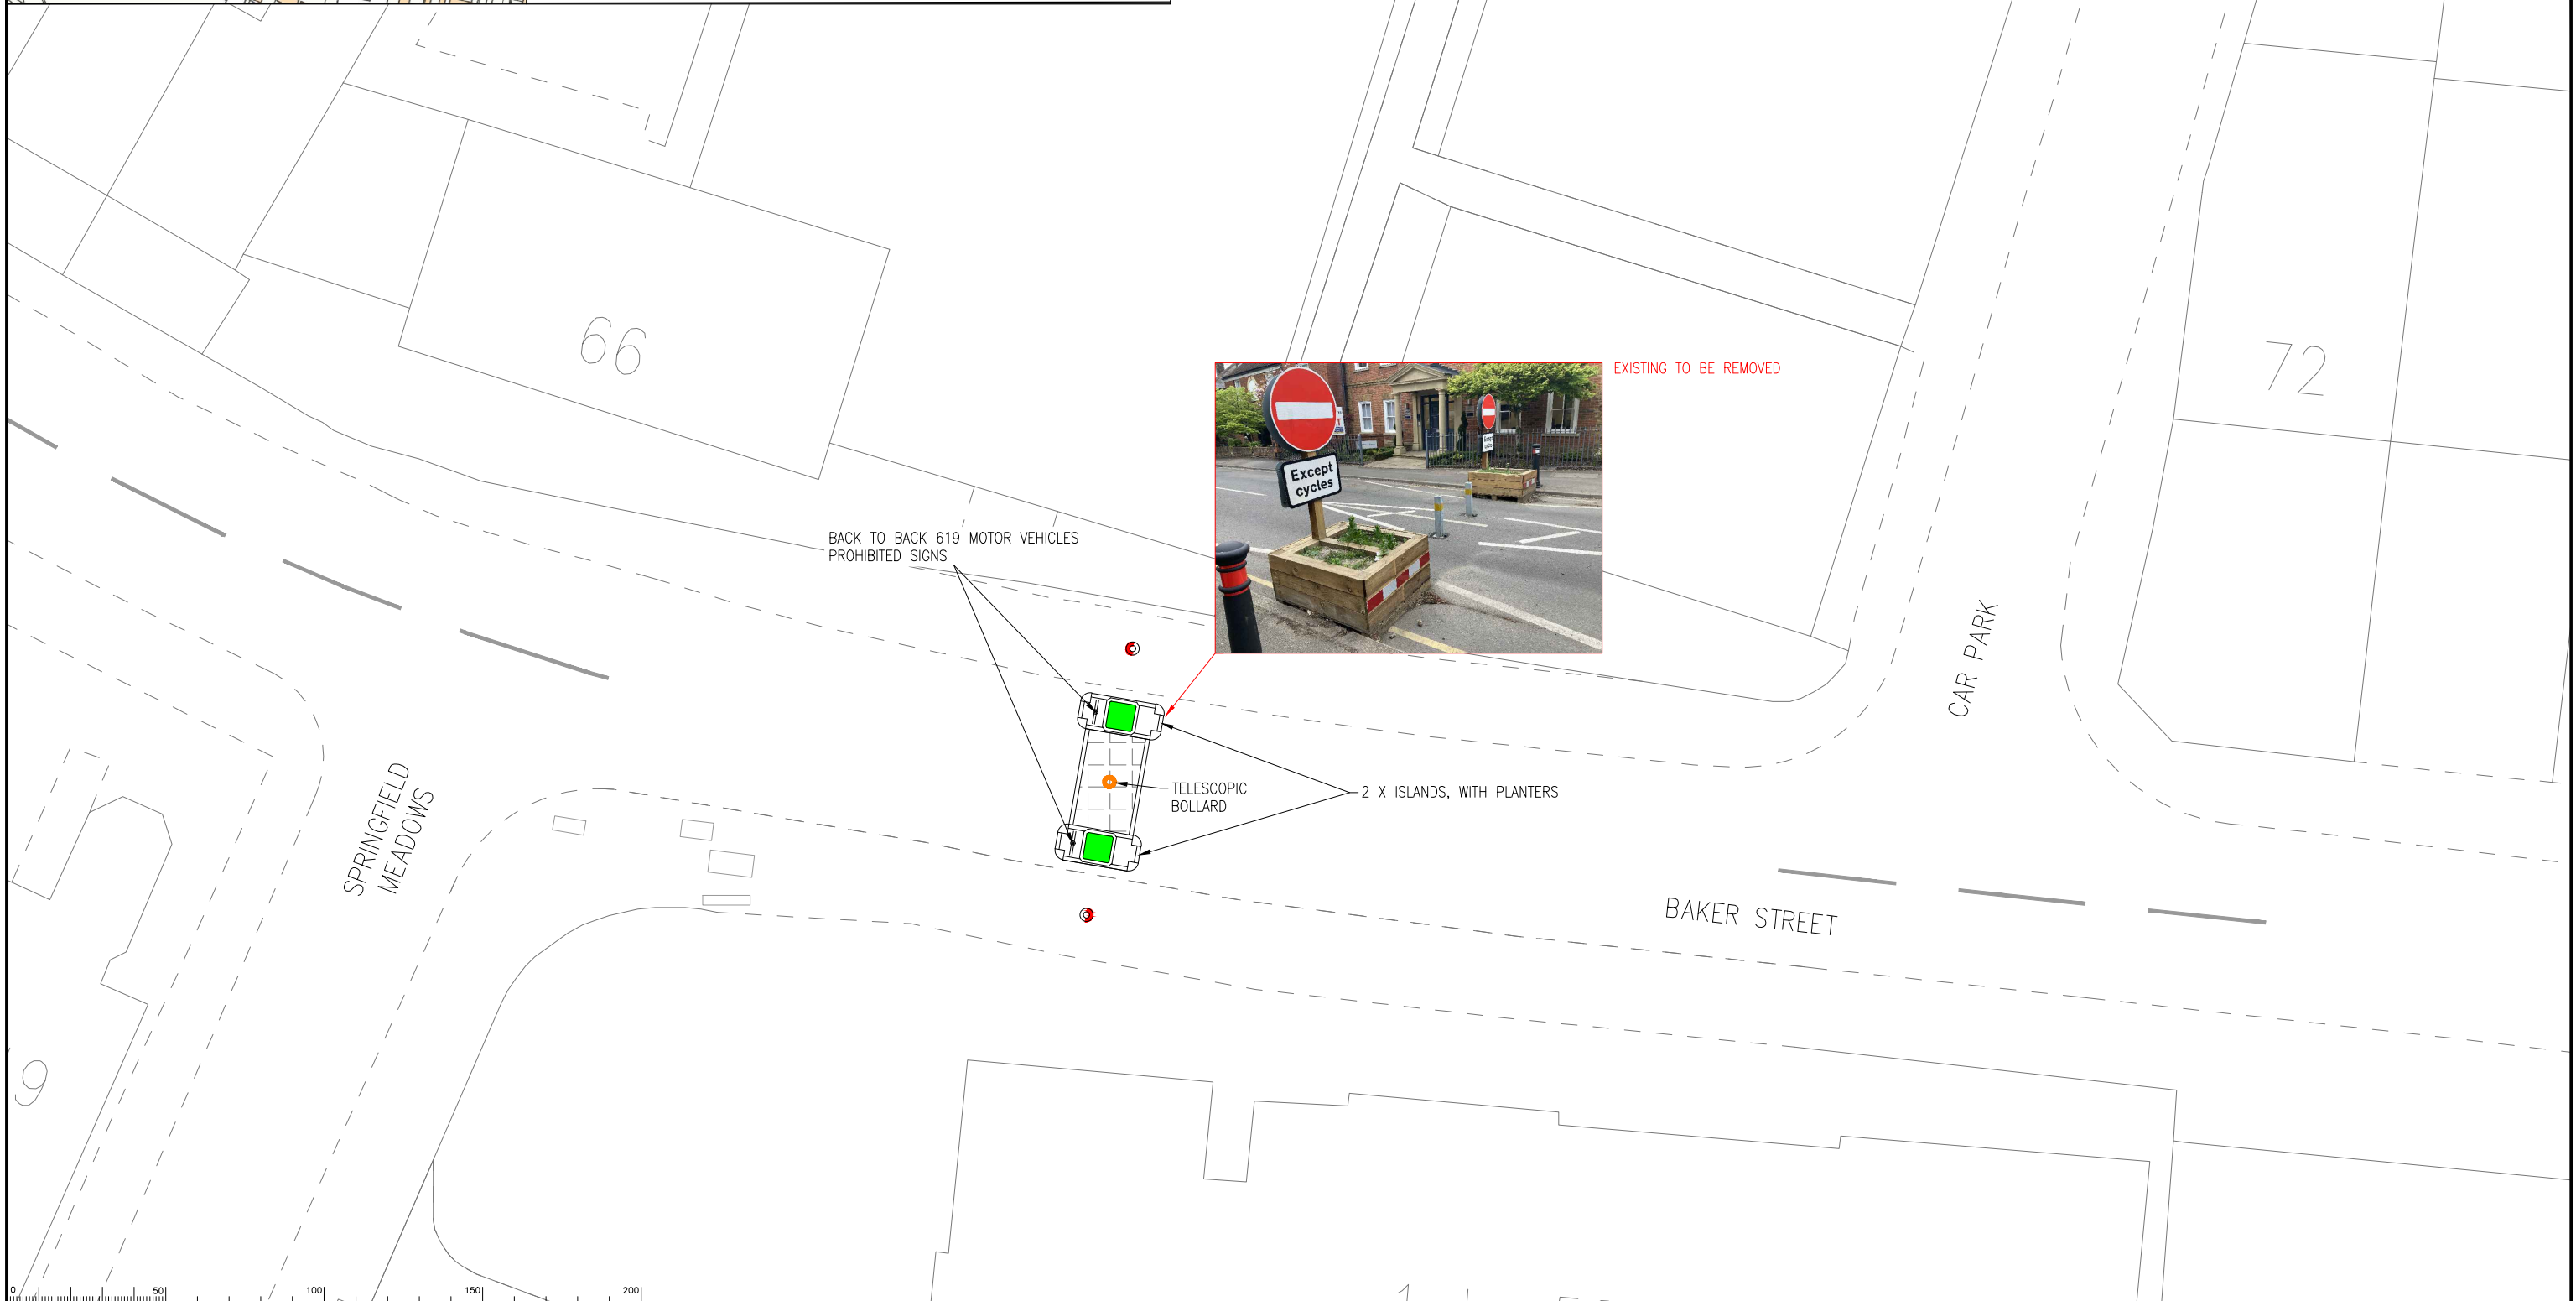 66
EXISTING TO BE REMOVED
72
Except
cycles
BACK TO BACK 619 MOTOR VEHICLES
PROHIBITED SIGNS
CAR PARK
SPRINGFIELD
MEADOWS
TELESCOPIC
BOLLARD
2 X ISLANDS, WITH PLANTERS
BAKER STREET
9
0 50 100 150 200